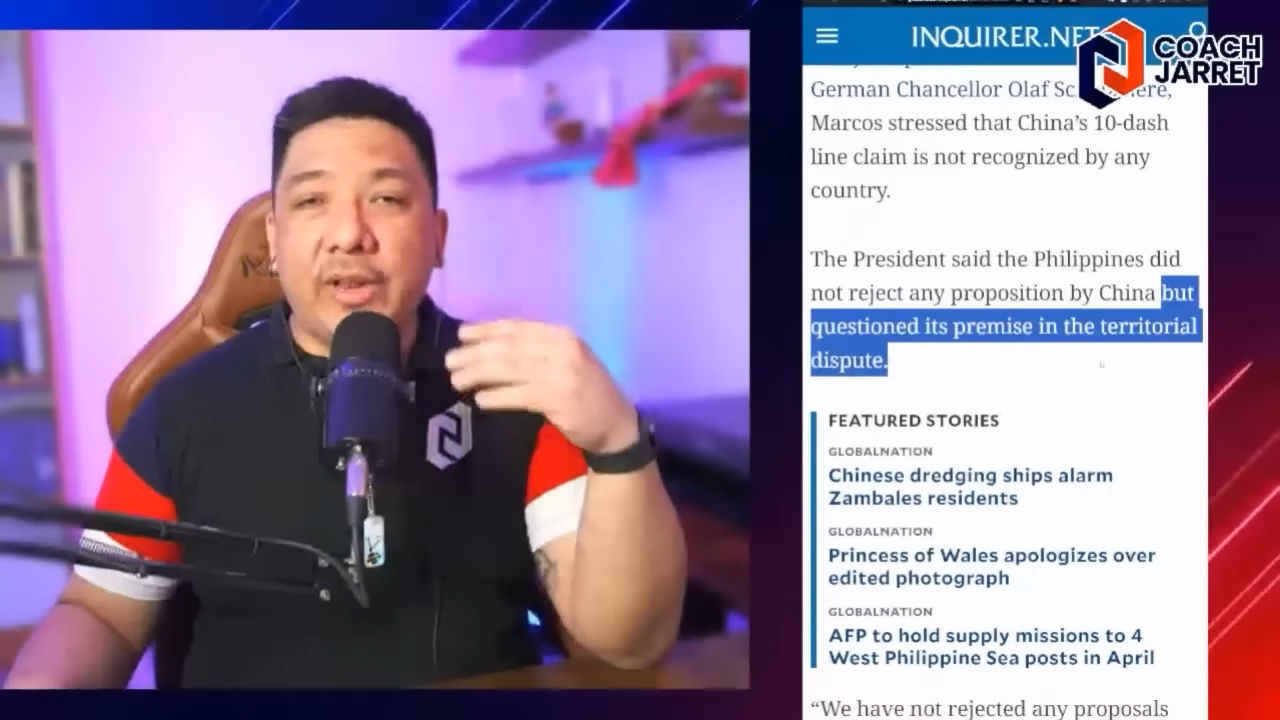 INQUIRER.NET
COACH
JARRET
German Chancellor Olaf
Marcos stressed that China's 10-dash
line claim is not recognized by any
country.
The President said the Philippines did
not reject any proposition by China but
questioned its premise in the territorial
dispute.
FEATURED STORIES
GLOBALNATION
Chinese dredging ships alarm
Zambales residents
GLOBALNATION
Princess of Wales apologizes over
edited photograph
GLOBALNATION
AFP to hold supply missions to 4
West Philippine Sea posts in April
“We have not rejected any proposals